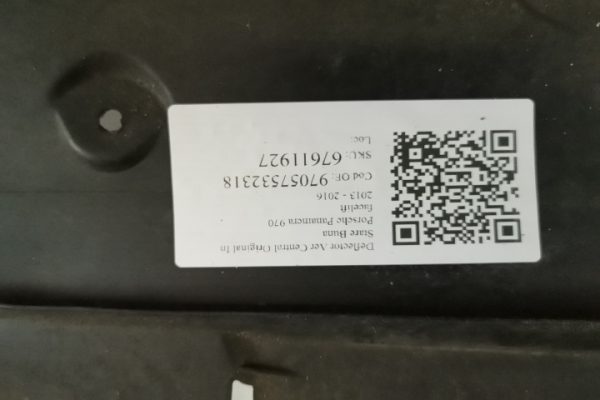 Deflector Aer Central Original In
Stare Buna
Porsche Panamera 970
facelift
2013 - 2016
Cod OE: 97057532318
SKU: 67611927
Loc: